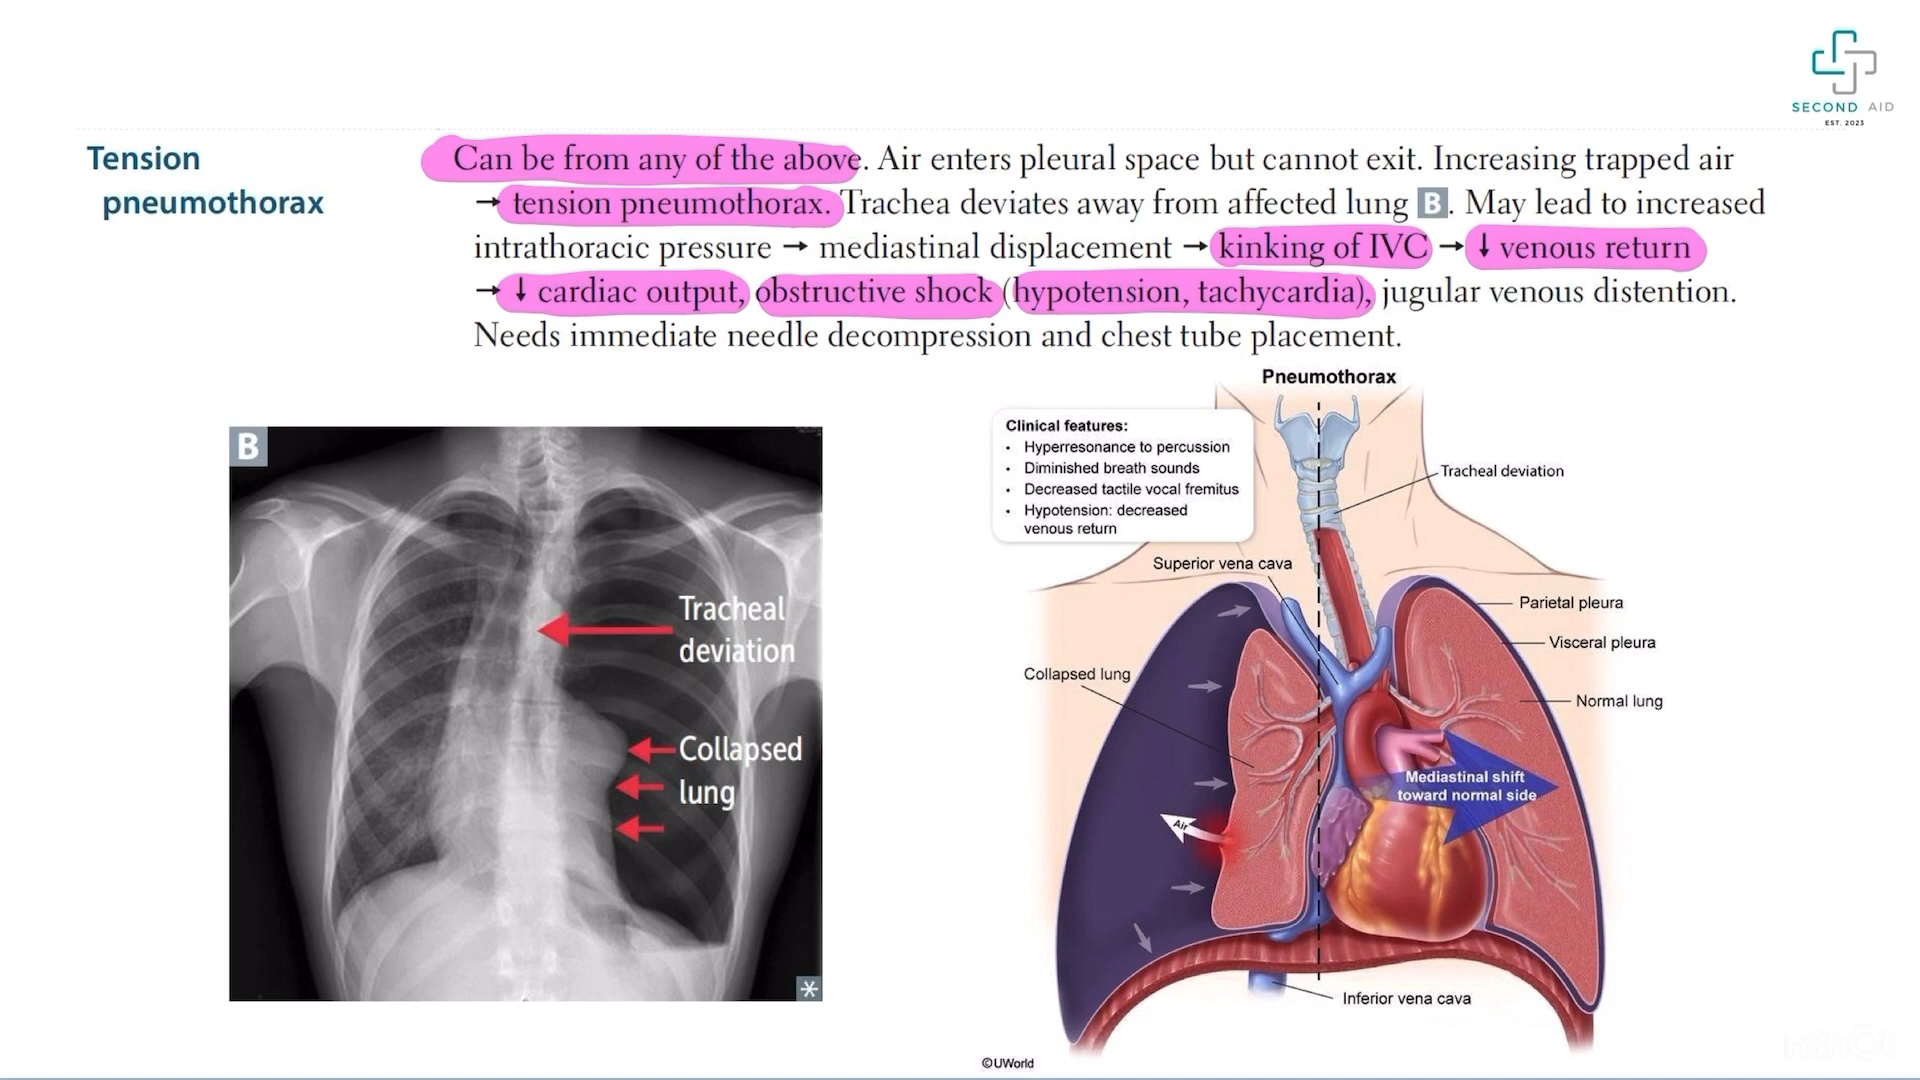 SECOND AID
EST. 2023
Tension
pneumothorax
Can be from any of the above. Air enters pleural space but cannot exit. Increasing trapped air
→ tension pneumothorax. Trachea deviates away from affected lung B. May lead to increased
intrathoracic pressure → mediastinal displacement → kinking of IVC → ↓ venous return
→ ↓ cardiac output, obstructive shock (hypotension, tachycardia), jugular venous distention.
Needs immediate needle decompression and chest tube placement.
B
Tracheal
deviation
Collapsed
lung
*
Pneumothorax
Clinical features:
• Hyperresonance to percussion
• Diminished breath sounds
• Decreased tactile vocal fremitus
• Hypotension: decreased
venous return
Tracheal deviation
Superior vena cava
Parietal pleura
Visceral pleura
Collapsed lung
Normal lung
Mediastinal shift
toward normal side
Air
Inferior vena cava
©UWorld